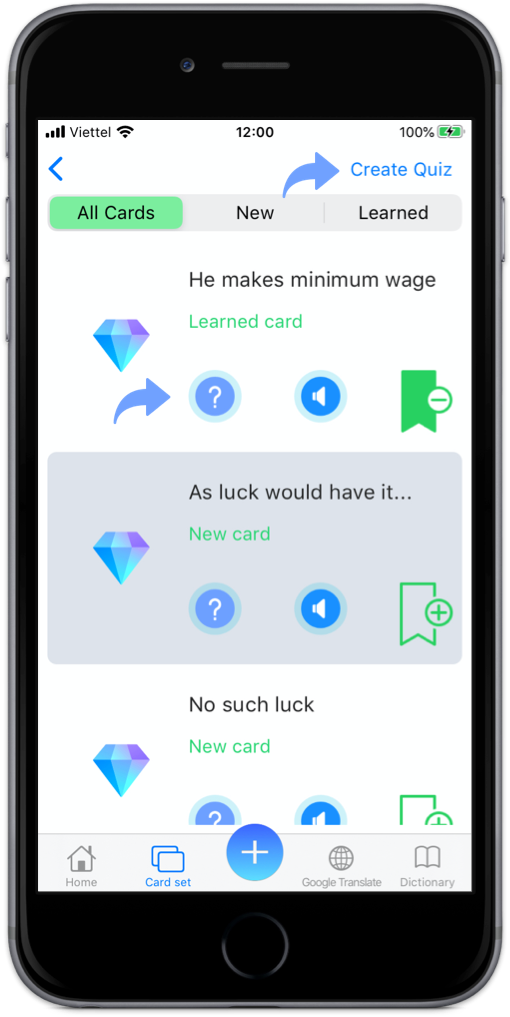 Viettel 12:00 100%
Create Quiz
All Cards New Learned
He makes minimum wage
Learned card
?
As luck would have it...
New card
?
No such luck
New card
?
Home Card set Google Translate Dictionary